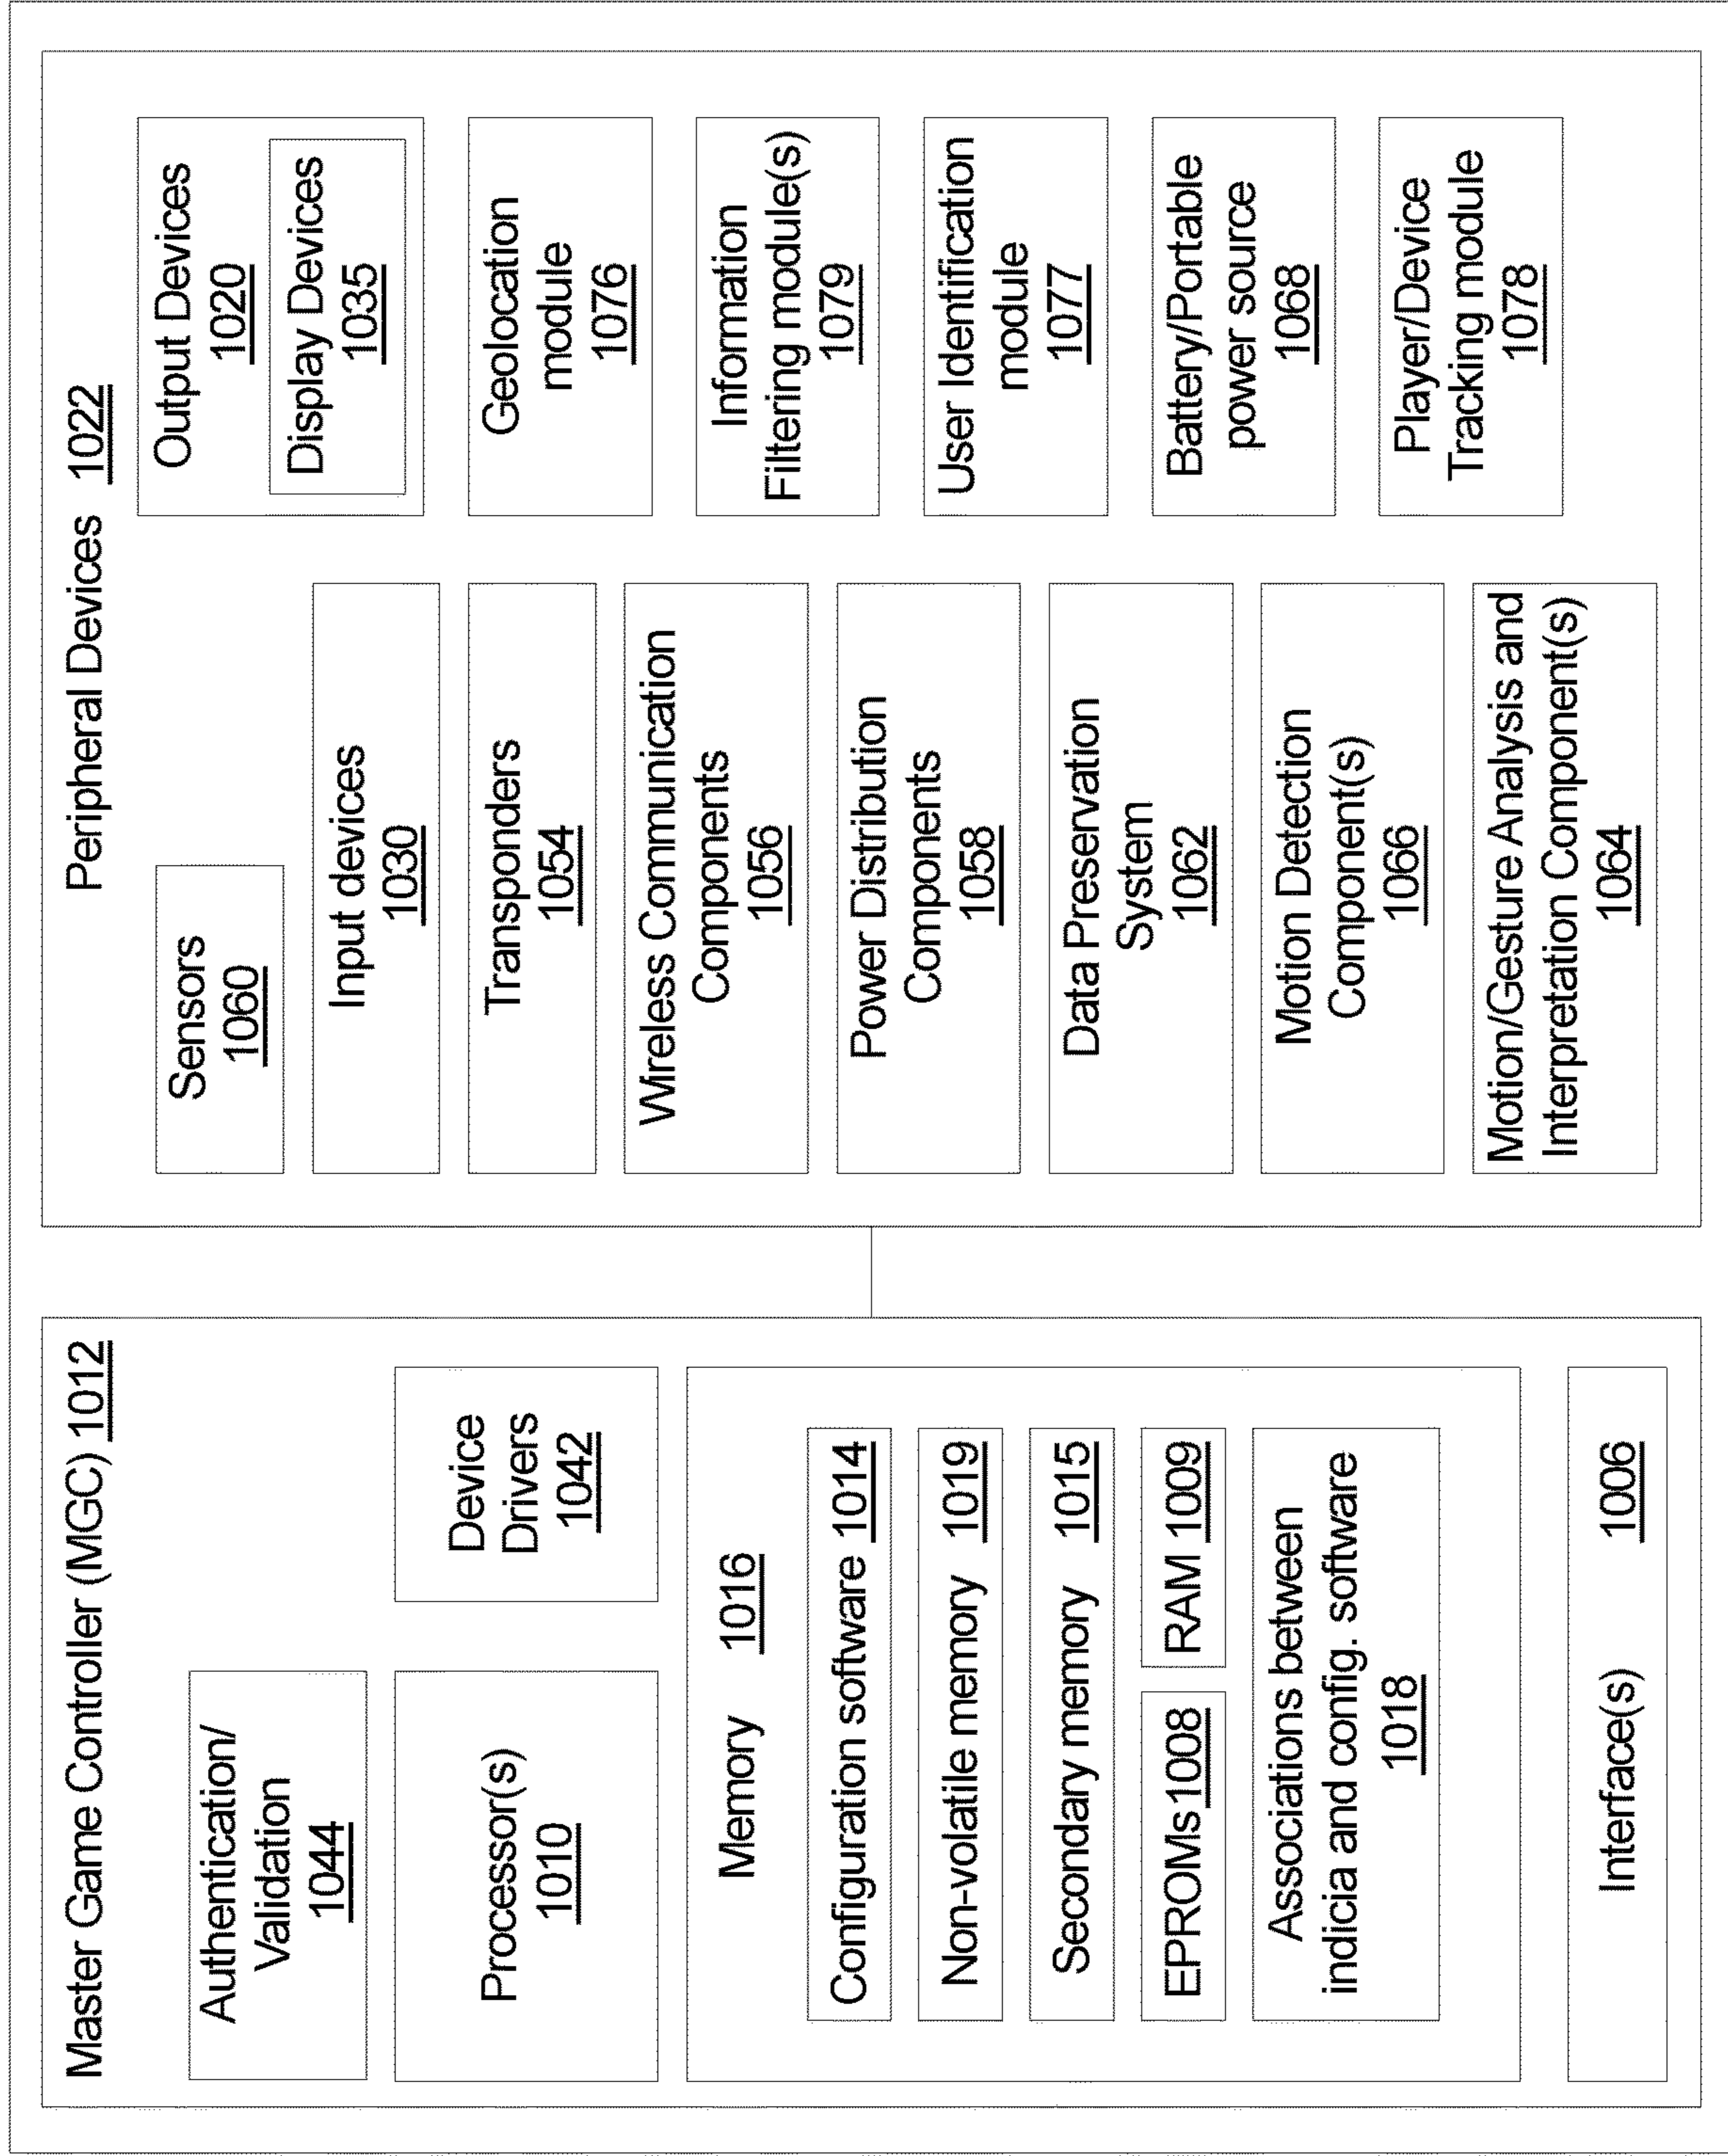 Master Game Controller (MGC) 1012
Authentication/
Validation
1044
Processor(s)
1010
Device
Drivers
1042
Memory 1016
Configuration software 1014
Non-volatile memory 1019
Secondary memory 1015
EPROMs 1008
RAM 1009
Associations between
indicia and config. software
1018
Interface(s) 1006
Peripheral Devices 1022
Sensors
1060
Input devices
1030
Transponders
1054
Wireless Communication
Components
1056
Power Distribution
Components
1058
Data Preservation
System
1062
Motion Detection
Component(s)
1066
Motion/Gesture Analysis and
Interpretation Component(s)
1064
Output Devices
1020
Display Devices
1035
Geolocation
module
1076
Information
Filtering module(s)
1079
User Identification
module
1077
Battery/Portable
power source
1068
Player/Device
Tracking module
1078